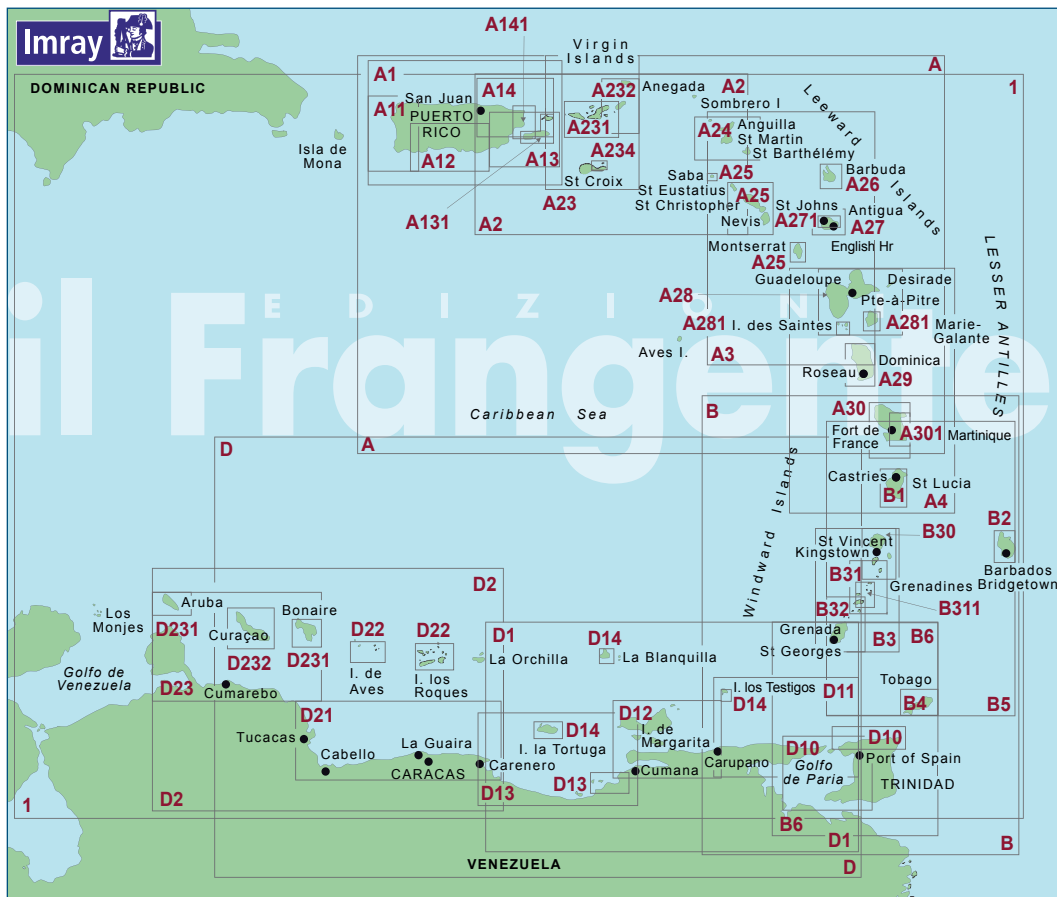 Imray
A141
Virgin
Islands
A
1
DOMINICAN REPUBLIC
A1
A14
A232
Anegada
A2
Sombrero I
Leeward
Islands
A11
San Juan
PUERTO
RICO
A231
A24
Anguilla
St Martin
St Barthélémy
Isla de
Mona
A12
A13
A234
St Croix
Saba
A25
Barbuda
A26
St Eustatius
A25
St Christopher
Nevis
A131
A23
A2
St Johns
A271
Antigua
A27
English Hr
Montserrat
A25
LESSER ANTILLES
Guadeloupe
Desirade
A28
Pte-à-Pitre
EDIZION
il Frangente
A281
I. des Saintes
A281
Marie-
Galante
Aves I.
A3
Dominica
Roseau
A29
Caribbean Sea
B
A30
Fort de
France
A301
Martinique
D
A
Castries
B1
St Lucia
A4
Windward Islands
B30
B2
St Vincent
Kingstown
Barbados
Bridgetown
B31
Grenadines
B311
B32
D2
Los
Monjes
Aruba
D231
Curaçao
Bonaire
D231
D22
D22
D1
D14
Grenada
St Georges
B3
B6
Golfo de
Venezuela
D232
I. de
Aves
I. los
Roques
La Orchilla
La Blanquilla
D23
Cumarebo
I. los Testigos
D14
D11
Tobago
B4
B5
D21
Tucacas
D12
D14
I. la Tortuga
I. de
Margarita
D10
D10
Cabello
La Guaira
CARACAS
Carenero
Cumana
Carupano
Golfo
de Paria
Port of Spain
TRINIDAD
D13
D13
1
D2
B6
D1
B
VENEZUELA
D